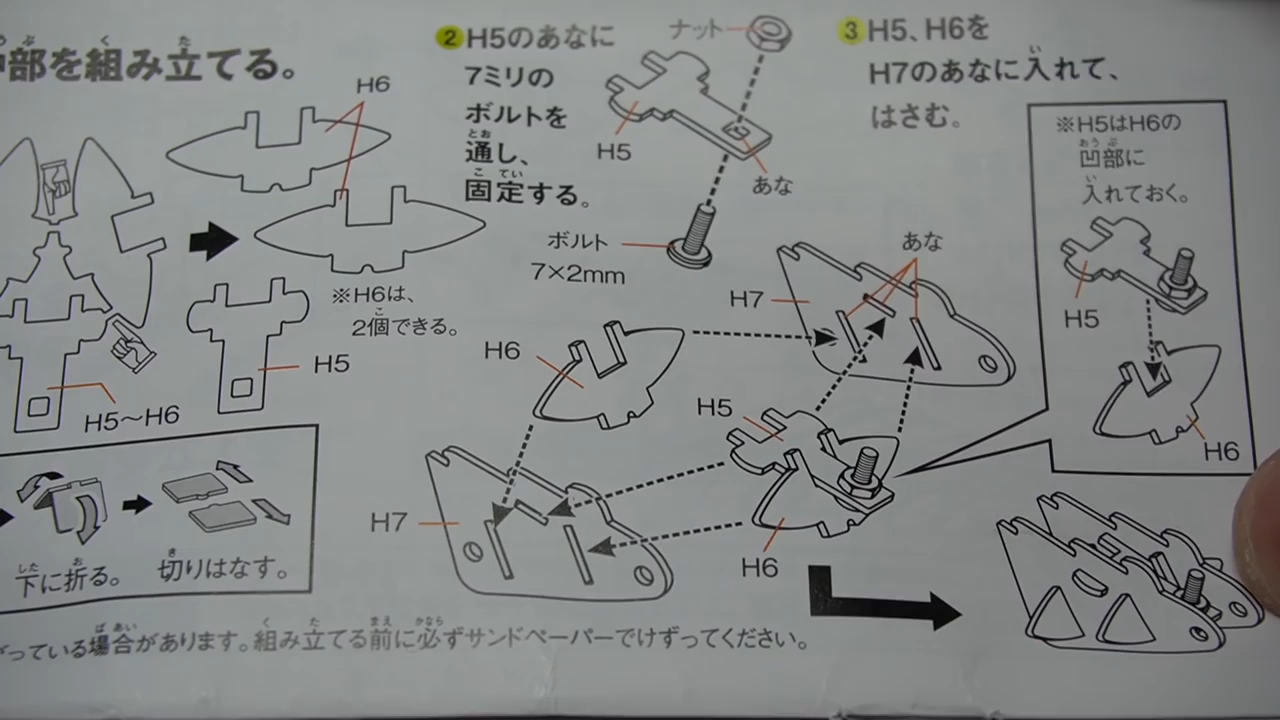 部を組み立てる。
H6
※H6は、
2個できる。
H5
H5～H6
下に折る。
切りはなす。
2 H5のあなに
7ミリの
ボルトを
通し、
固定する。
ナット
H5
あな
ボルト
7×2mm
3 H5、H6を
H7のあなに入れて、
はさむ。
※H5はH6の
凹部に
入れておく。
H5
H6
あな
H7
H6
H5
H7
H6
っている場合があります。組み立てる前に必ずサンドペーパーでけずってください。